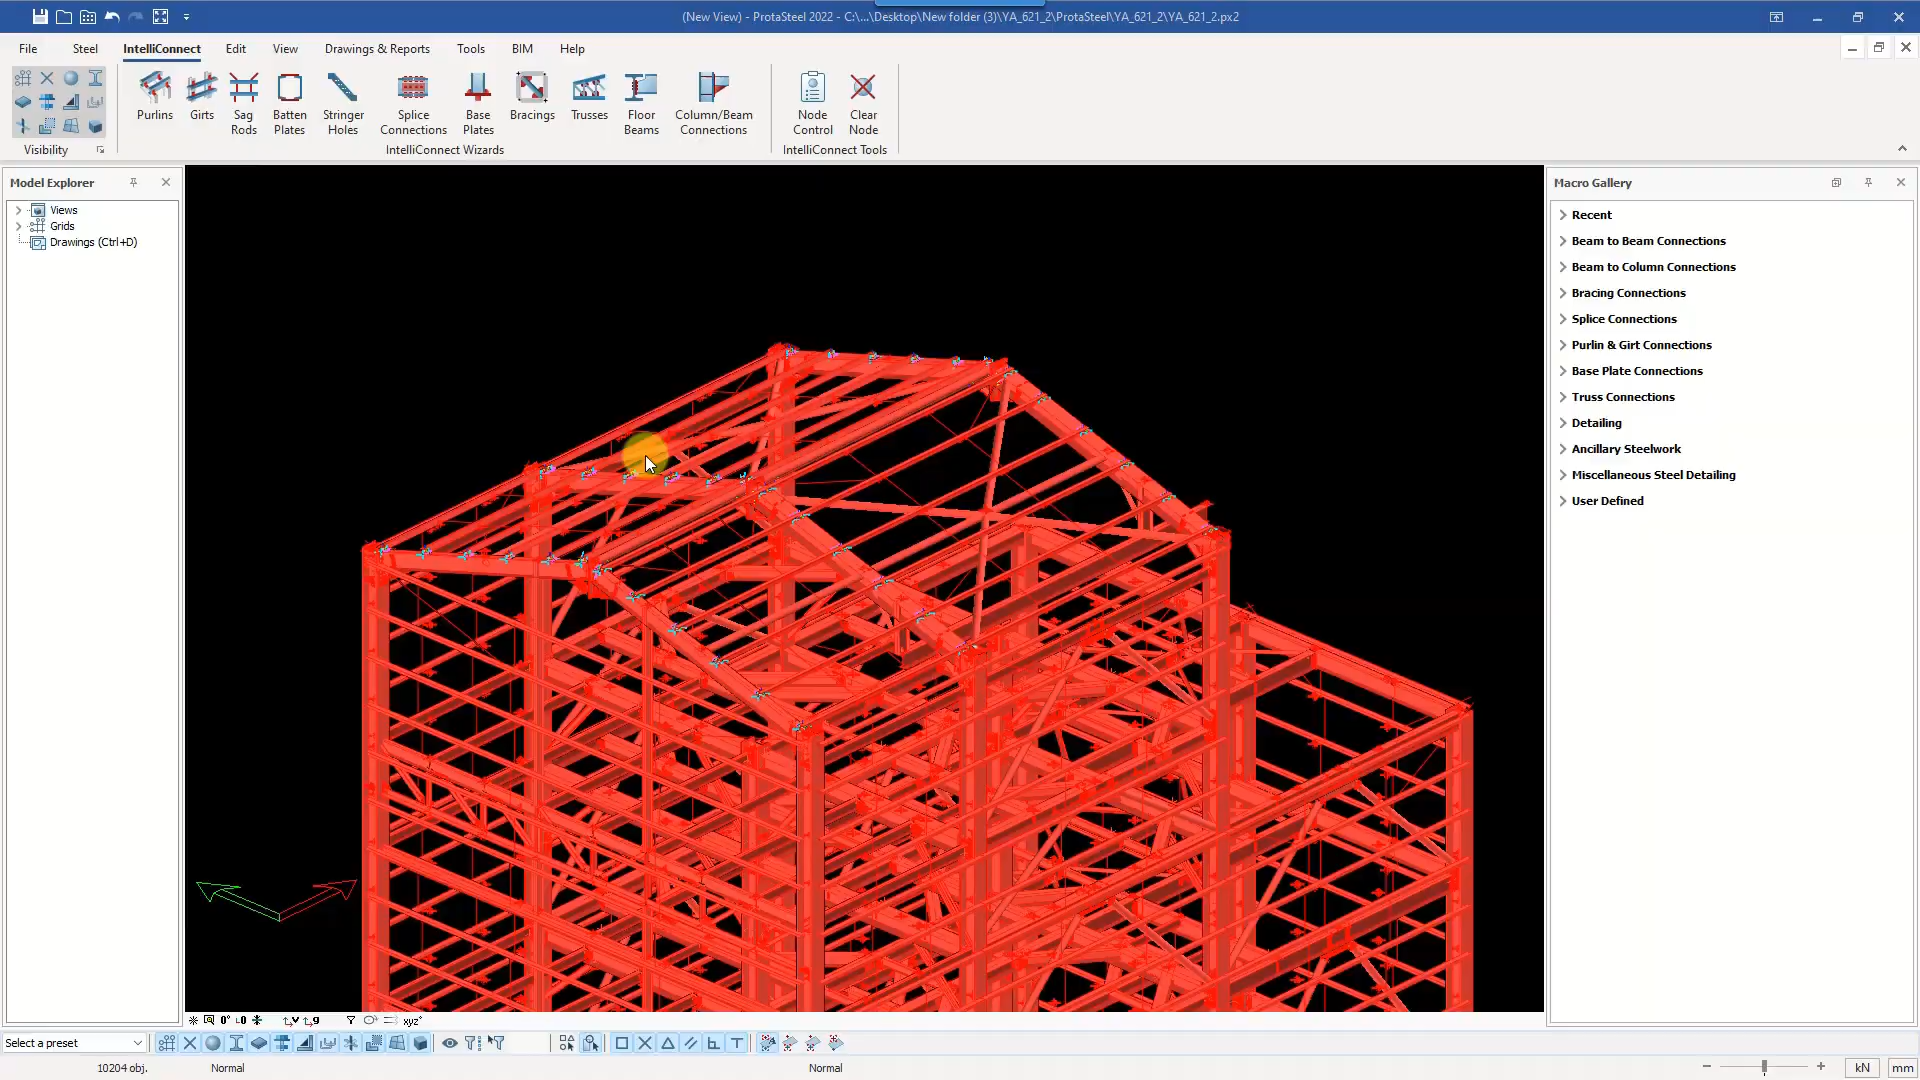 (New View) - ProtaSteel 2022 - C:\...\Desktop\New folder (3)\YA_621_2\ProtaSteel\YA_621_2\YA_621_2.px2
File Steel IntelliConnect Edit View Drawings & Reports Tools BIM Help
Purlins
Girts
Sag Rods
Batten Plates
Stringer Holes
Splice Connections
Base Plates
Bracings
Trusses
Floor Beams
Column/Beam Connections
Node Control
Clear Node
Visibility
IntelliConnect Wizards
IntelliConnect Tools
Model Explorer
Views
Grids
Drawings (Ctrl+D)
Macro Gallery
Recent
Beam to Beam Connections
Beam to Column Connections
Bracing Connections
Splice Connections
Purlin & Girt Connections
Base Plate Connections
Truss Connections
Detailing
Ancillary Steelwork
Miscellaneous Steel Detailing
User Defined
xyz
Select a preset
10204 obj.
Normal
Normal
kN
mm